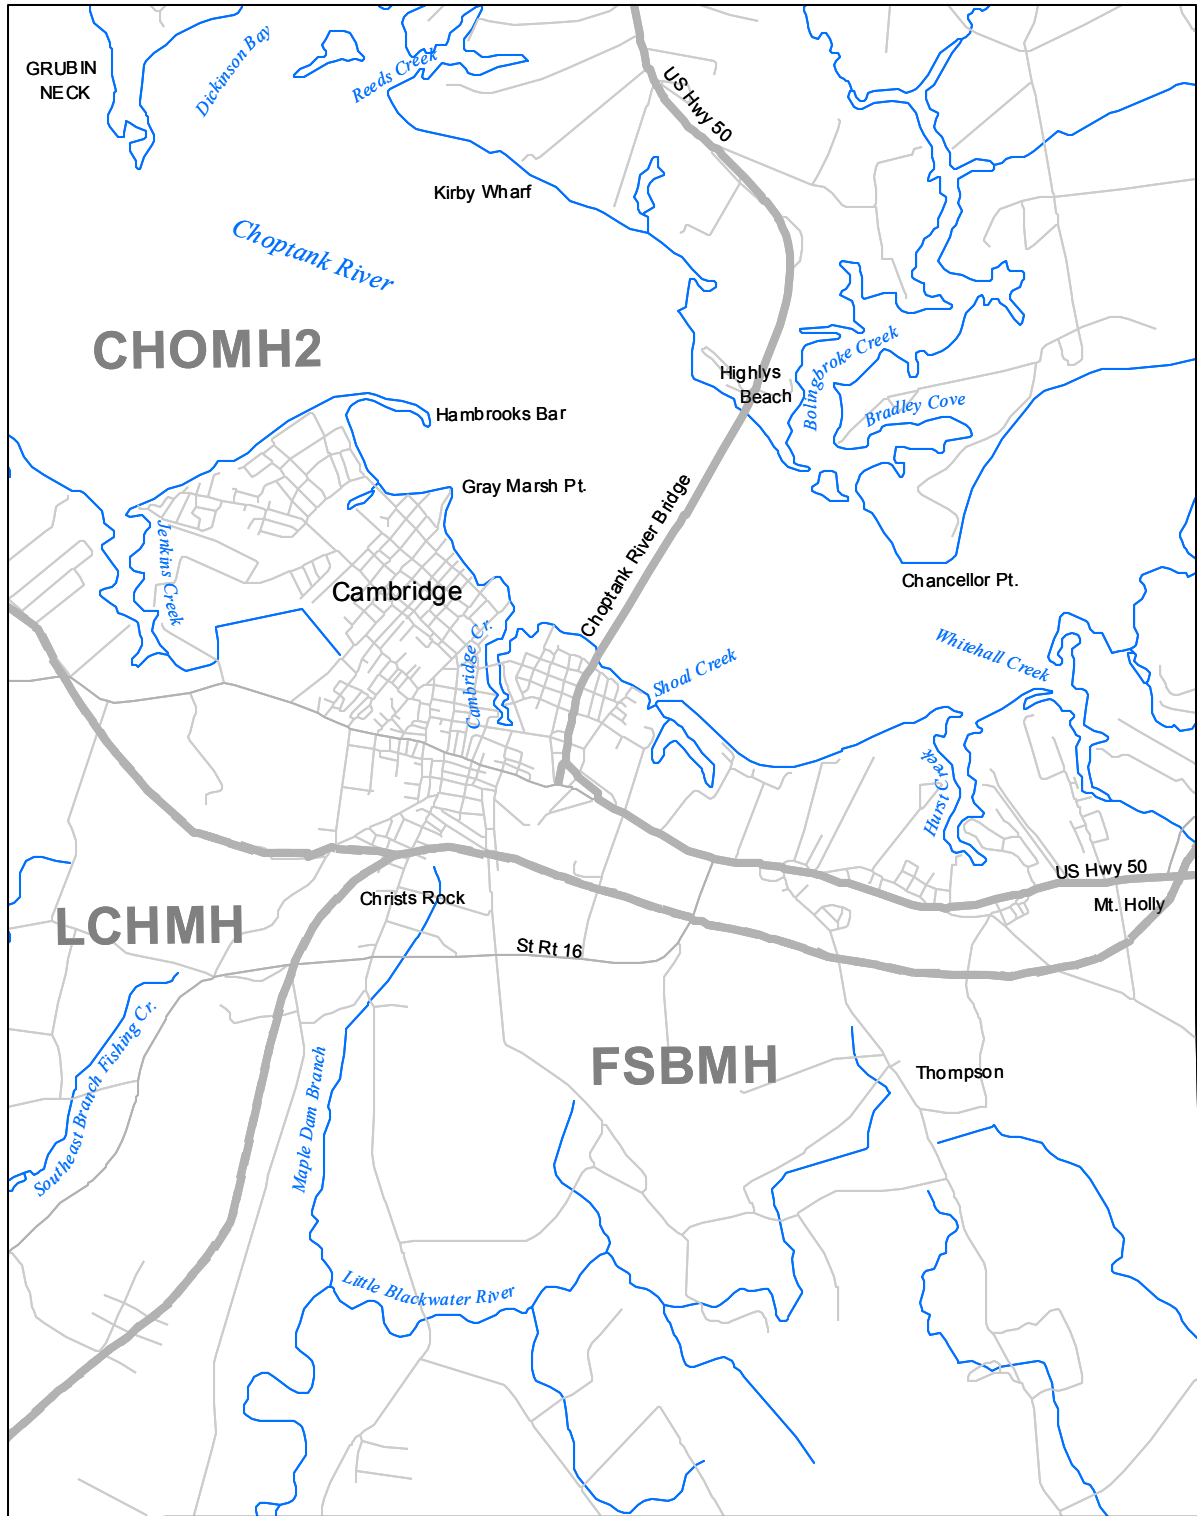 GRUBIN
NECK
Dickinson Bay
Reeds Creek
US Hwy 50
Kirby Wharf
Choptank River
CHOMH2
Highlys
Beach
Bolingbroke Creek
Bradley Cove
Hambrooks Bar
Gray Marsh Pt.
Choptank River Bridge
Jenkins Creek
Cambridge
Chancellor Pt.
Cambridge Cr.
Shoal Creek
Whitehall Creek
Hurst Creek
US Hwy 50
Mt. Holly
Christs Rock
LCHMH
St Rt 16
Southeast Branch Fishing Cr.
Maple Dam Branch
FSBMH
Thompson
Little Blackwater River